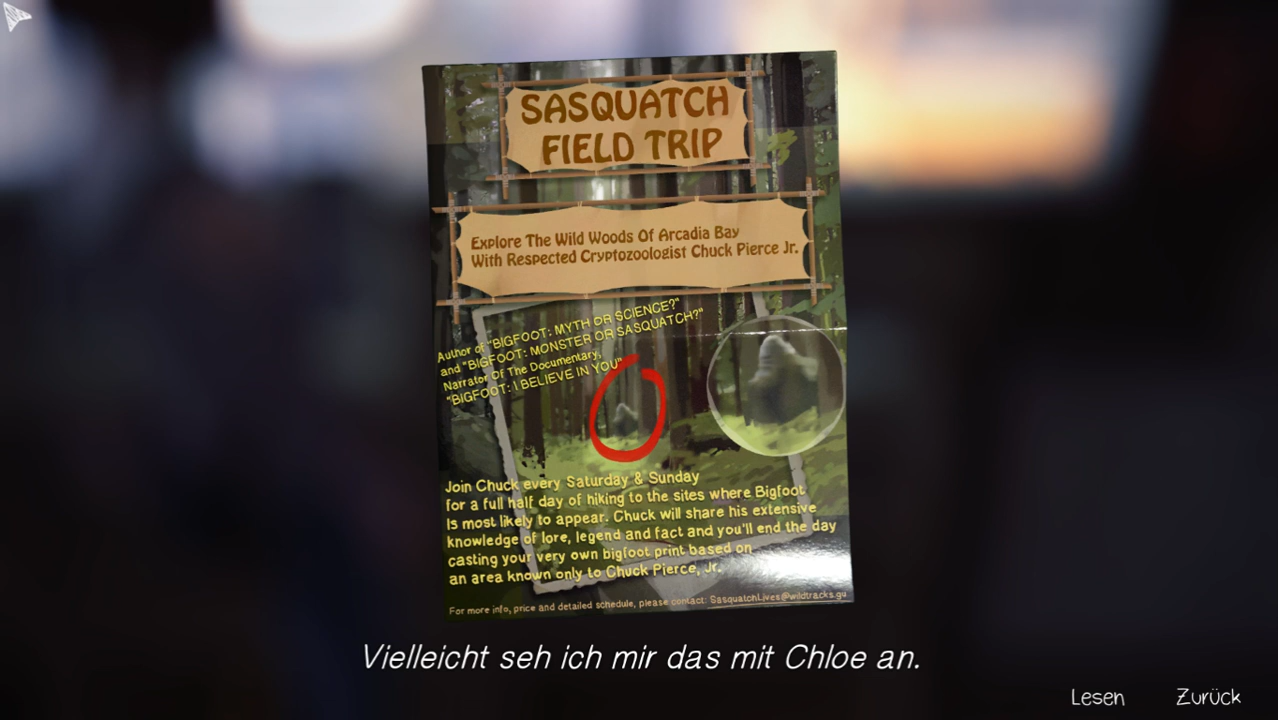 SASQUATCH
FIELD TRIP
Explore The Wild Woods Of Arcadia Bay
With Respected Cryptozoologist Chuck Pierce Jr.
Author of "BIGFOOT: MYTH OR SCIENCE?"
and "BIGFOOT: MONSTER OR SASQUATCH?"
Narrator Of The Documentary,
"BIGFOOT: I BELIEVE IN YOU"
Join Chuck every Saturday & Sunday
for a full half day of hiking to the sites where Bigfoot
Is most likely to appear. Chuck will share his extensive
knowledge of lore, legend and fact and you'll end the day
casting your very own bigfoot print based on
an area known only to Chuck Pierce, Jr.
For more info, price and detailed schedule, please contact: SasquatchLives@wildtracks.gu
Vielleicht seh ich mir das mit Chloe an.
Lesen Zurück